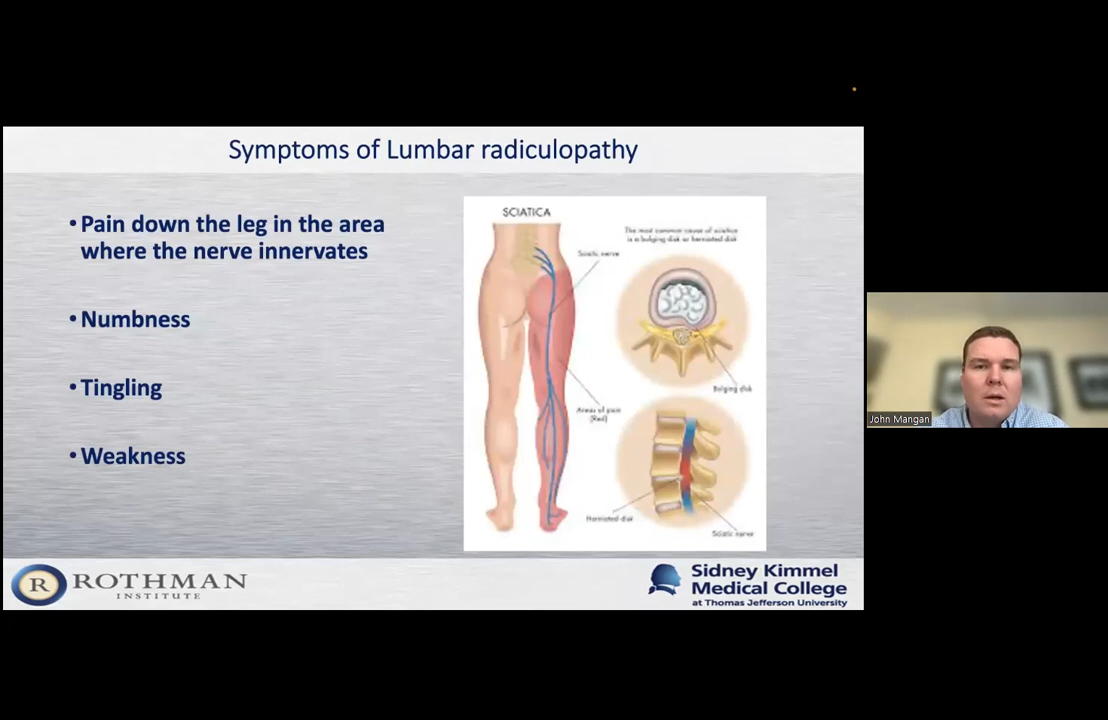 Symptoms of Lumbar radiculopathy
• Pain down the leg in the area
where the nerve innervates
• Numbness
• Tingling
• Weakness
SCIATICA
The most common cause of sciatica
is a bulging disk or herniated disk
Sciatic nerve
Bulging disk
Areas of pain
(Red)
Herniated disk
Sciatic nerve
John Mangan
R ROTHMAN
INSTITUTE
Sidney Kimmel
Medical College
at Thomas Jefferson University